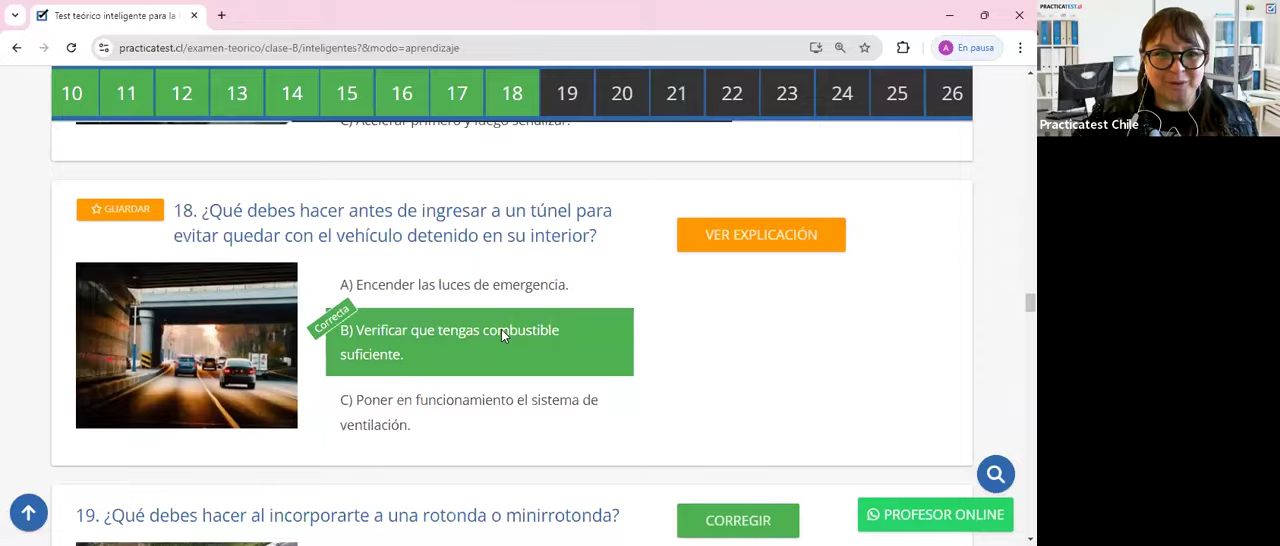 Test teórico inteligente para la
practicatest.cl/examen-teorico/clase-B/inteligentes?&modo=aprendizaje
A
En pausa
PRACTICATEST.cl
Practicatest Chile
10 11 12 13 14 15 16 17 18 19 20 21 22 23 24 25 26
C) Acelerar primero y luego señalizar.
GUARDAR
18. ¿Qué debes hacer antes de ingresar a un túnel para
evitar quedar con el vehículo detenido en su interior?
VER EXPLICACIÓN
A) Encender las luces de emergencia.
Correcta
B) Verificar que tengas combustible
suficiente.
C) Poner en funcionamiento el sistema de
ventilación.
19. ¿Qué debes hacer al incorporarte a una rotonda o minirrotonda?
CORREGIR
PROFESOR ONLINE